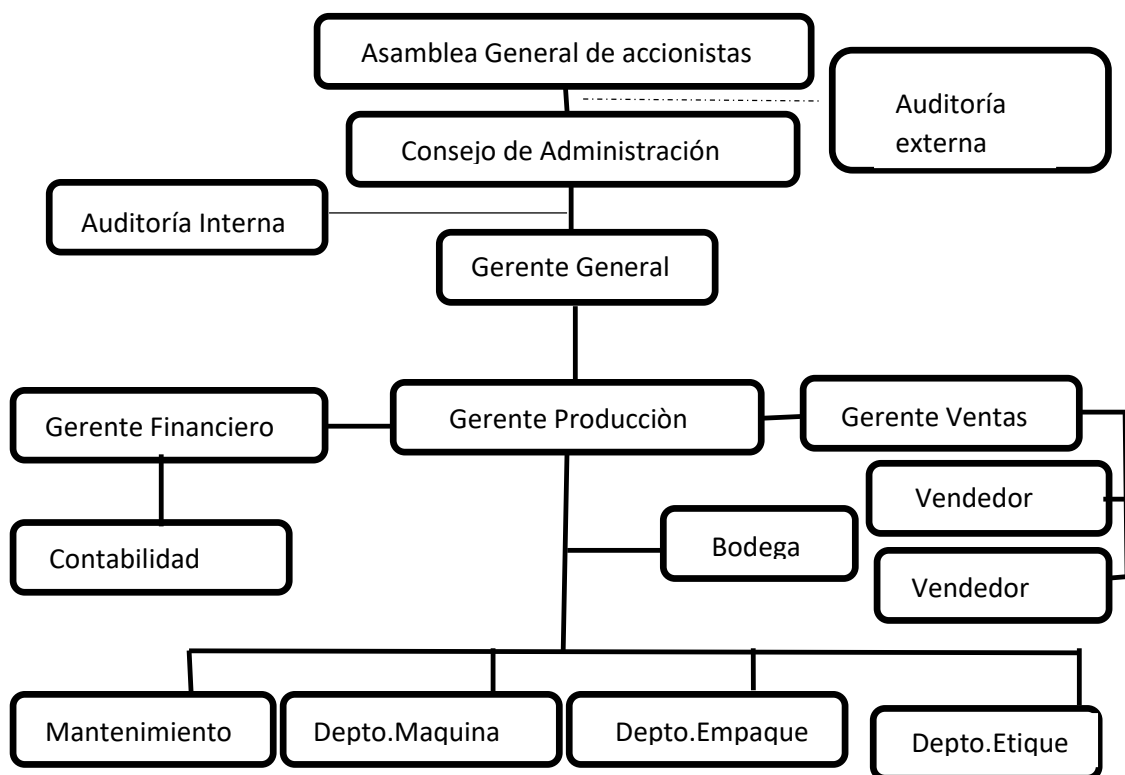 Asamblea General de accionistas
Auditoría
externa
Consejo de Administración
Auditoría Interna
Gerente General
Gerente Financiero
Gerente Producciòn
Gerente Ventas
Vendedor
Contabilidad
Bodega
Vendedor
Mantenimiento
Depto.Maquina
Depto.Empaque
Depto.Etique